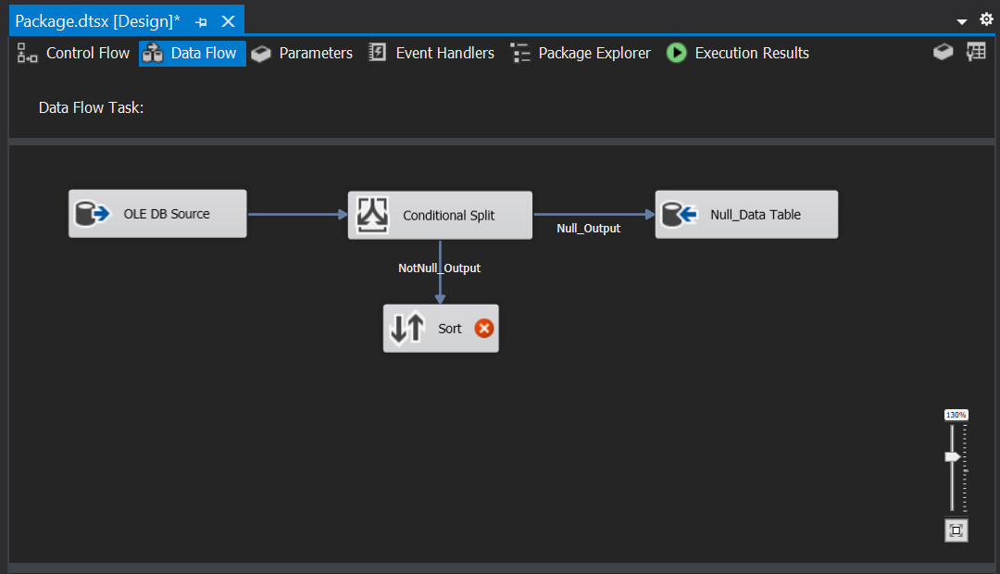 Package.dtsx [Design]*
Control Flow Data Flow Parameters Event Handlers Package Explorer Execution Results
Data Flow Task:
OLE DB Source
Conditional Split
Null_Output
Null_Data Table
NotNull_Output
Sort
130%